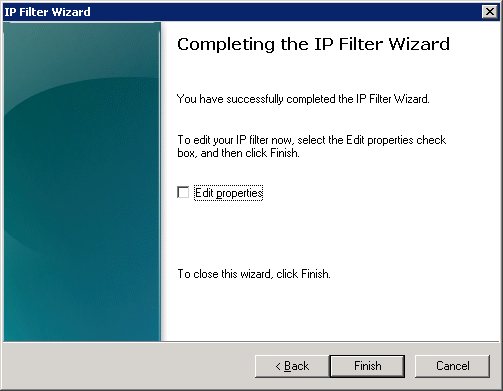 IP Filter Wizard
Completing the IP Filter Wizard
You have successfully completed the IP Filter Wizard.
To edit your IP filter now, select the Edit properties check
box, and then click Finish.
Edit properties
To close this wizard, click Finish.
< Back
Finish
Cancel